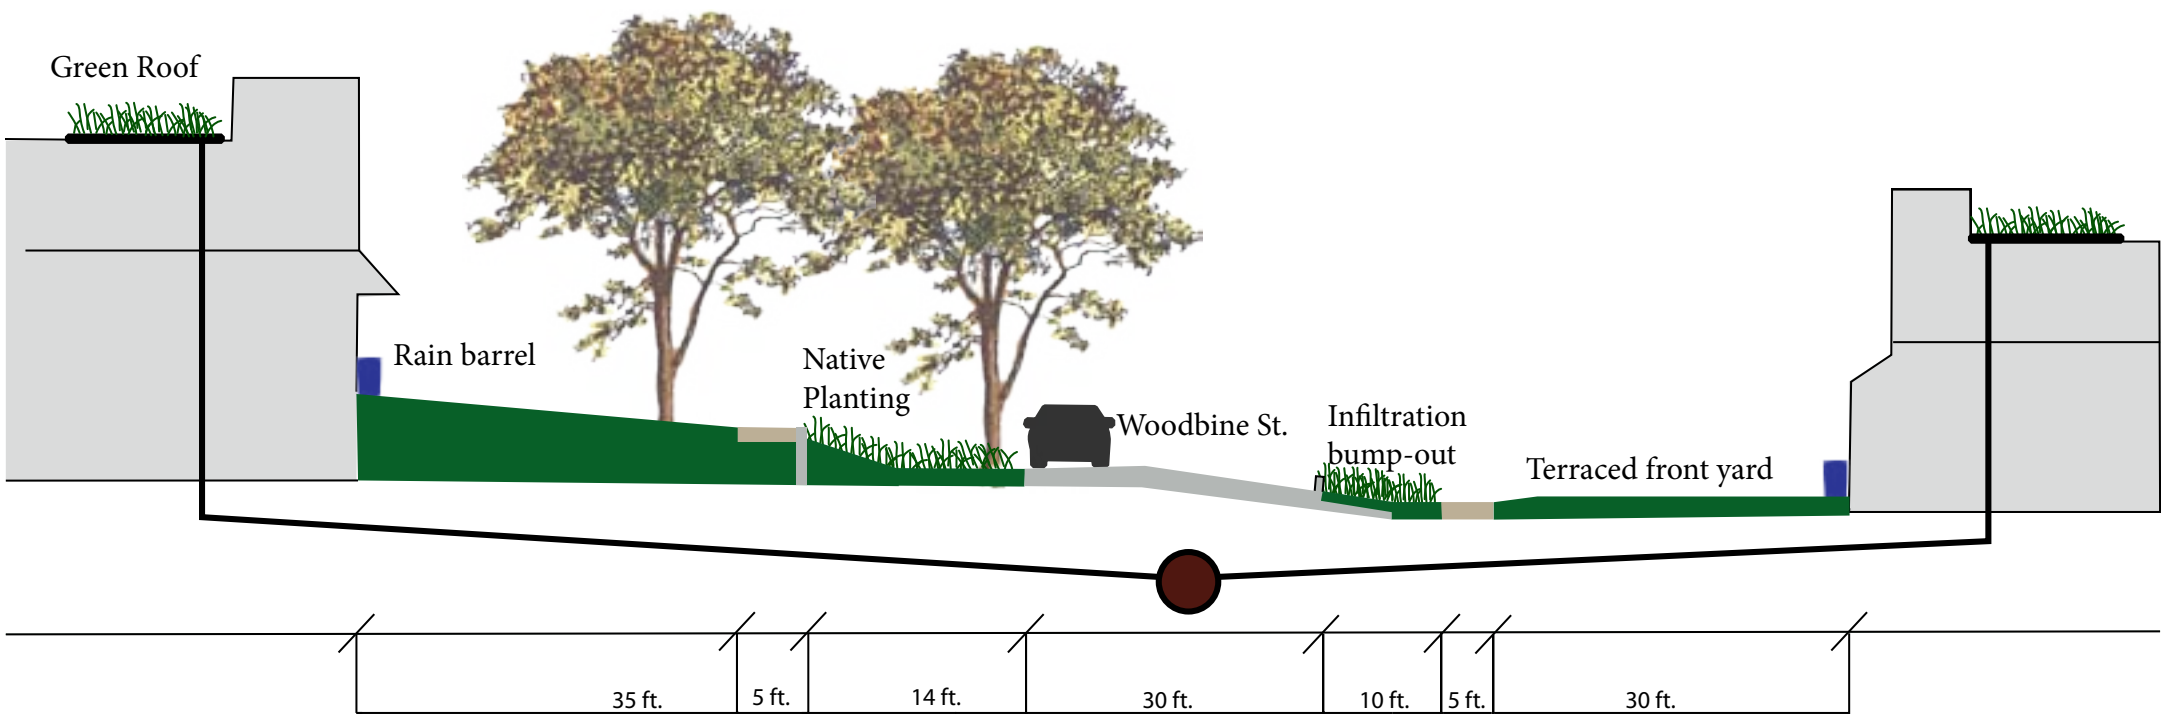 Green Roof
Rain barrel
Native
Planting
Woodbine St.
Infiltration
bump-out
Terraced front yard
35 ft.
5 ft.
14 ft.
30 ft.
10 ft.
5 ft.
30 ft.